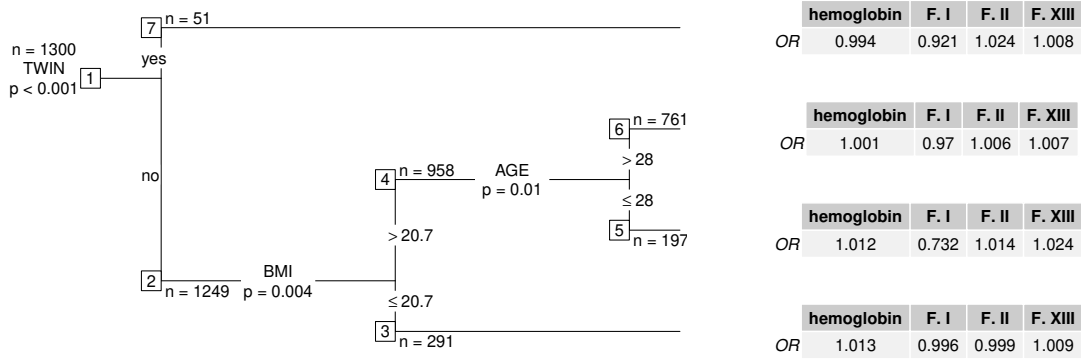 7
n = 51
yes
n = 1300
TWIN
p < 0.001
1
no
2
n = 1249
BMI
p = 0.004
> 20.7
≤ 20.7
4
n = 958
AGE
p = 0.01
> 28
≤ 28
6
n = 761
5
n = 197
3
n = 291
hemoglobin F. I F. II F. XIII
OR 0.994 0.921 1.024 1.008
hemoglobin F. I F. II F. XIII
OR 1.001 0.97 1.006 1.007
hemoglobin F. I F. II F. XIII
OR 1.012 0.732 1.014 1.024
hemoglobin F. I F. II F. XIII
OR 1.013 0.996 0.999 1.009